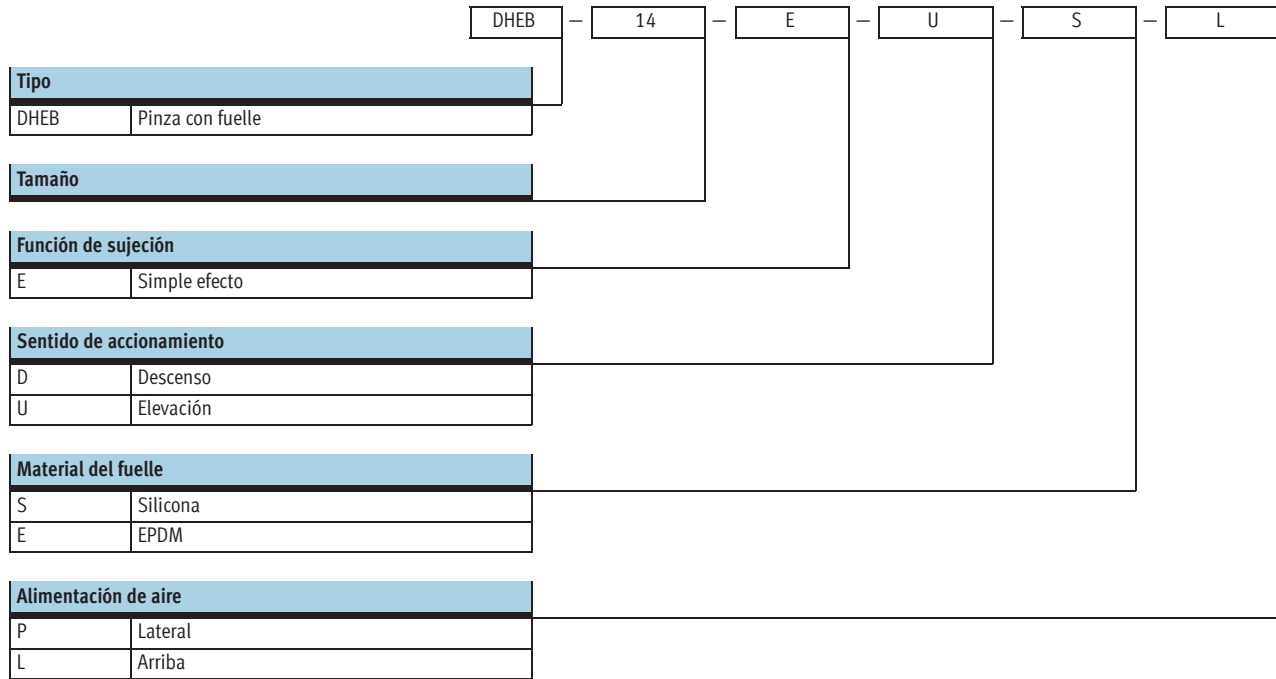 DHEB – 14 – E – U – S – L
Tipo
DHEB Pinza con fuelle
Tamaño
Función de sujeción
E Simple efecto
Sentido de accionamiento
D Descenso
U Elevación
Material del fuelle
S Silicona
E EPDM
Alimentación de aire
P Lateral
L Arriba